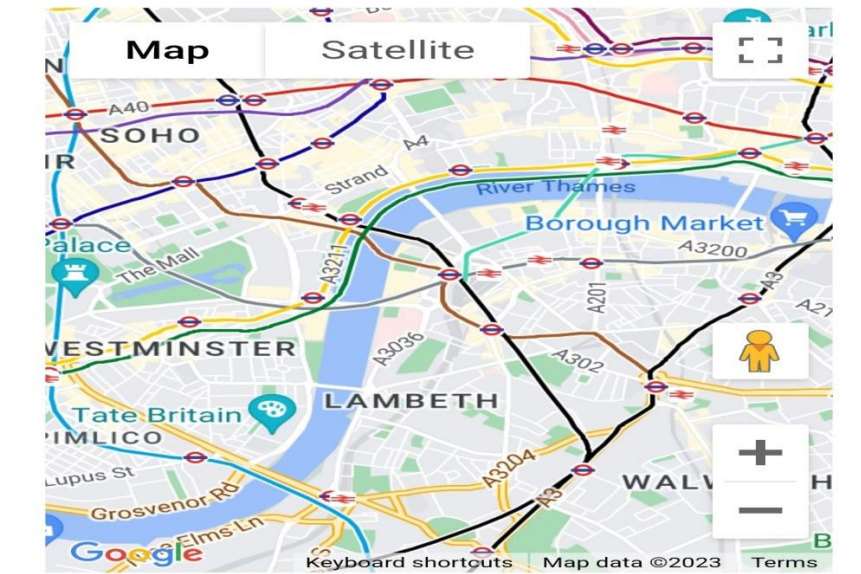 Map
Satellite
A40
SOHO
A4
Strand
River Thames
Borough Market
Palace
The Mall
A3211
A3200
A3
A201
WESTMINSTER
A3036
A302
LAMBETH
Tate Britain
PIMLICO
Lupus St
A3204
Grosvenor Rd
A3
Elms Ln
Google
Keyboard shortcuts
Map data ©2023
Terms